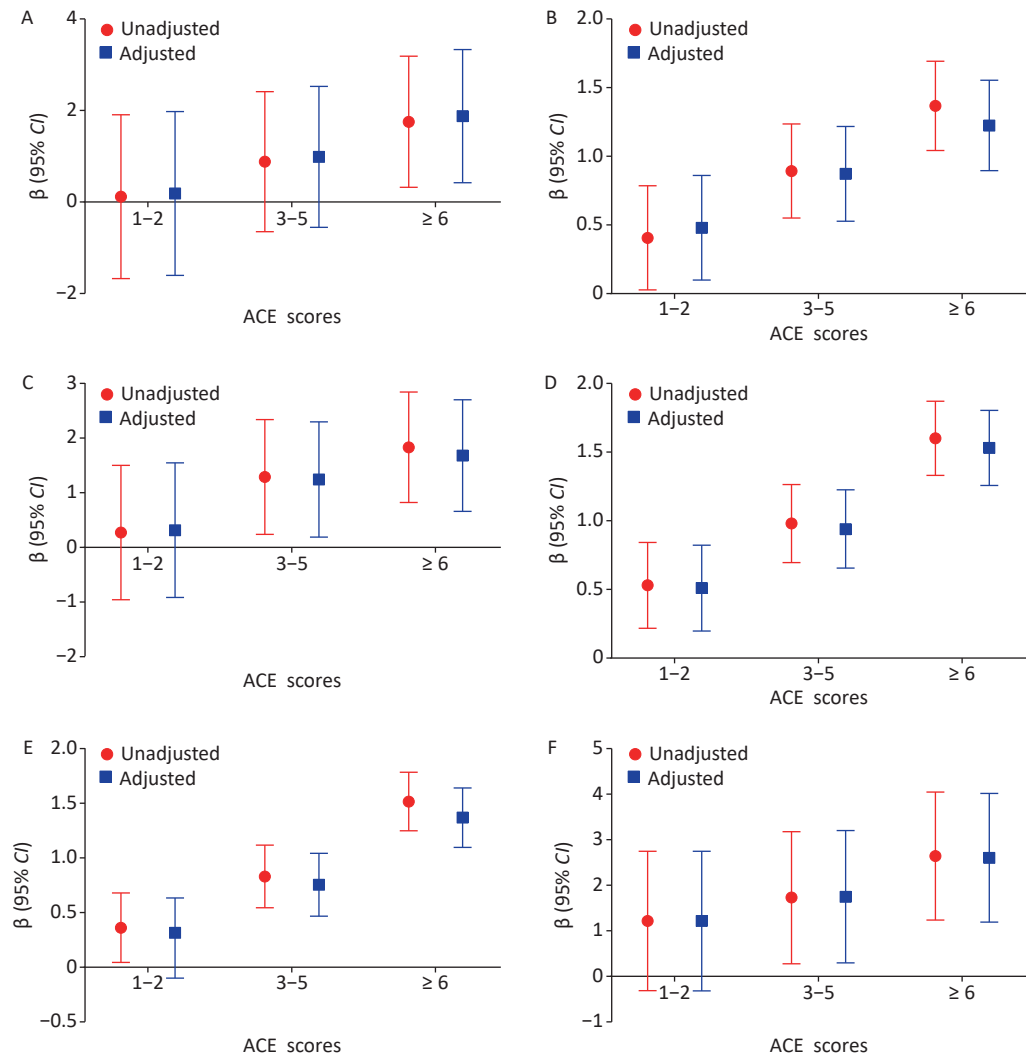 A
β (95% CI)
4
2
0
−2
Unadjusted
Adjusted
1−2
3−5
≥ 6
ACE scores
B
β (95% CI)
2.0
1.5
1.0
0.5
0
Unadjusted
Adjusted
1−2
3−5
≥ 6
ACE scores
C
β (95% CI)
3
2
1
0
−1
−2
Unadjusted
Adjusted
1−2
3−5
≥ 6
ACE scores
D
β (95% CI)
2.0
1.5
1.0
0.5
0
Unadjusted
Adjusted
1−2
3−5
≥ 6
ACE scores
E
β (95% CI)
2.0
1.5
1.0
0.5
0
−0.5
Unadjusted
Adjusted
1−2
3−5
≥ 6
ACE scores
F
β (95% CI)
5
4
3
2
1
0
−1
Unadjusted
Adjusted
1−2
3−5
≥ 6
ACE scores